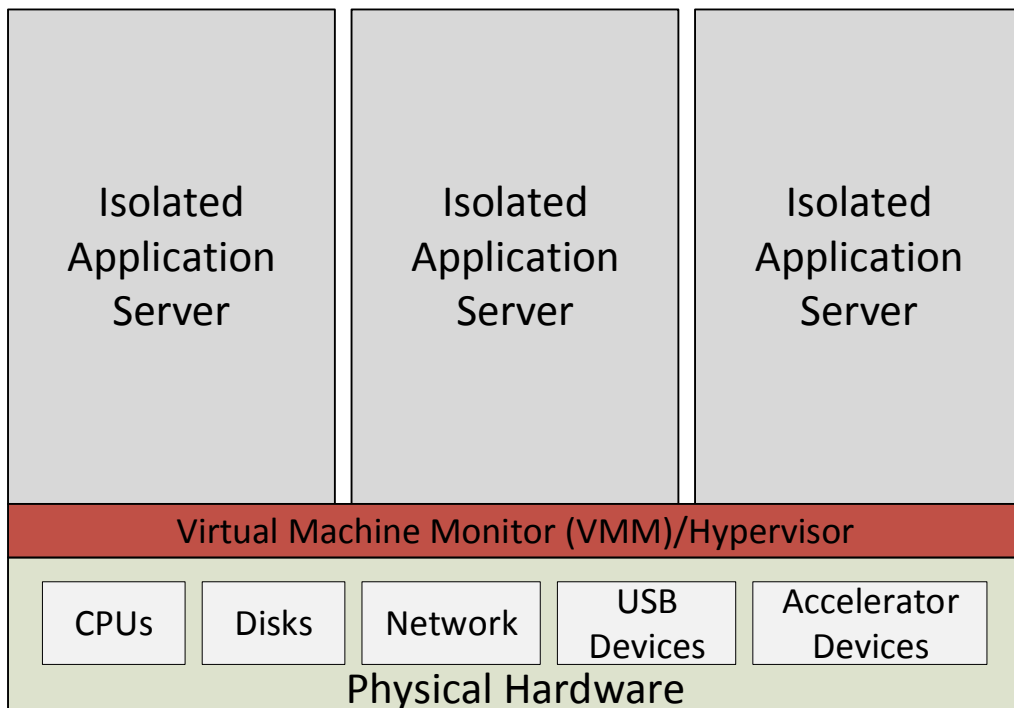 Isolated
Application
Server
Isolated
Application
Server
Isolated
Application
Server
Virtual Machine Monitor (VMM)/Hypervisor
CPUs
Disks
Network
USB
Devices
Accelerator
Devices
Physical Hardware